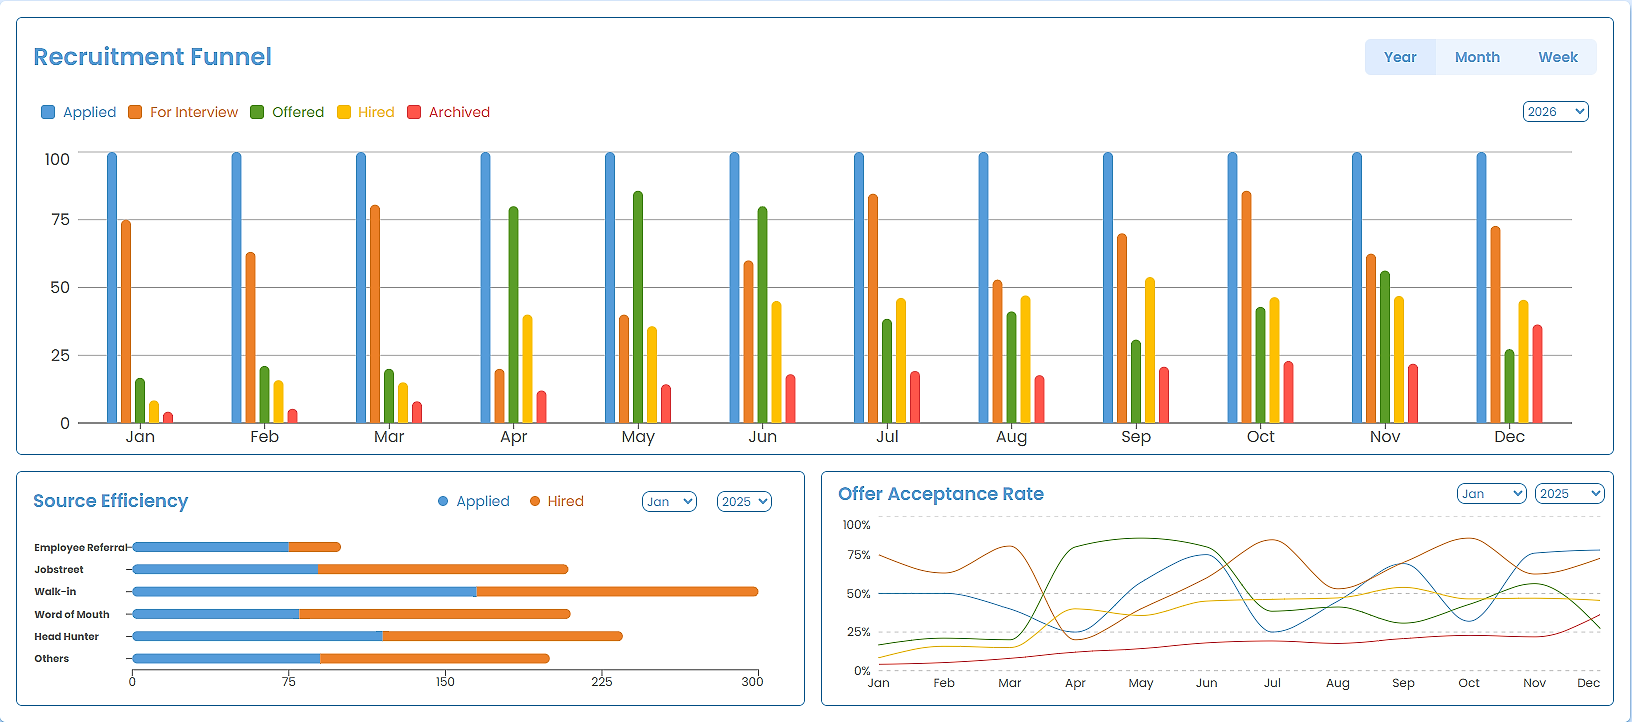 Recruitment Funnel
Year Month Week
Applied For Interview Offered Hired Archived
2026
100
75
50
25
0
Jan Feb Mar Apr May Jun Jul Aug Sep Oct Nov Dec
Source Efficiency
Applied Hired
Jan 2025
Employee Referral
Jobstreet
Walk-in
Word of Mouth
Head Hunter
Others
0 75 150 225 300
Offer Acceptance Rate
Jan 2025
100%
75%
50%
25%
0%
Jan Feb Mar Apr May Jun Jul Aug Sep Oct Nov Dec